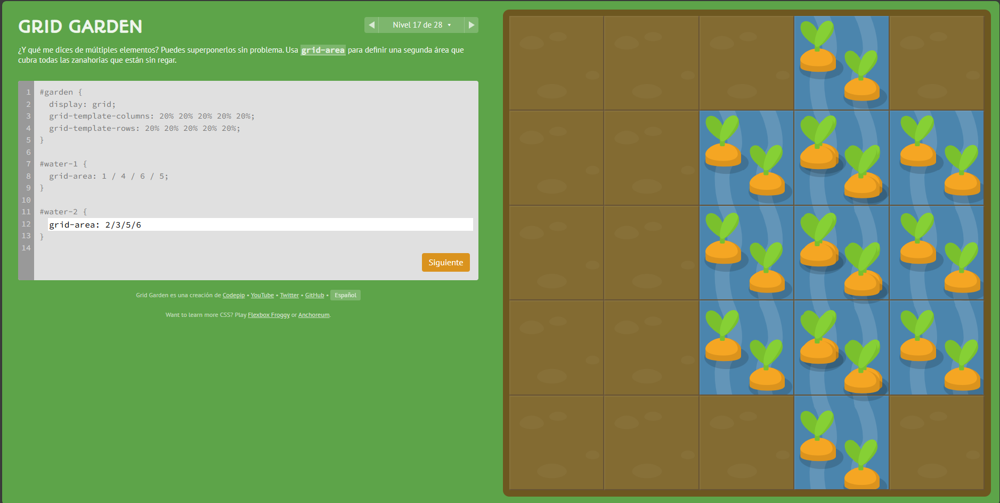 GRID GARDEN
◀ Nivel 17 de 28 ▾ ▶
¿Y qué me dices de múltiples elementos? Puedes superponerlos sin problema. Usa grid-area para definir una segunda área que
cubra todas las zanahorias que están sin regar.
1 #garden {
2 display: grid;
3 grid-template-columns: 20% 20% 20% 20% 20%;
4 grid-template-rows: 20% 20% 20% 20% 20%;
5 }
6
7 #water-1 {
8 grid-area: 1 / 4 / 6 / 5;
9 }
10
11 #water-2 {
12 grid-area: 2/3/5/6
13 }
14
Siguiente
Grid Garden es una creación de Codepip • YouTube • Twitter • GitHub • Español
Want to learn more CSS? Play Flexbox Froggy or Anchoreum.